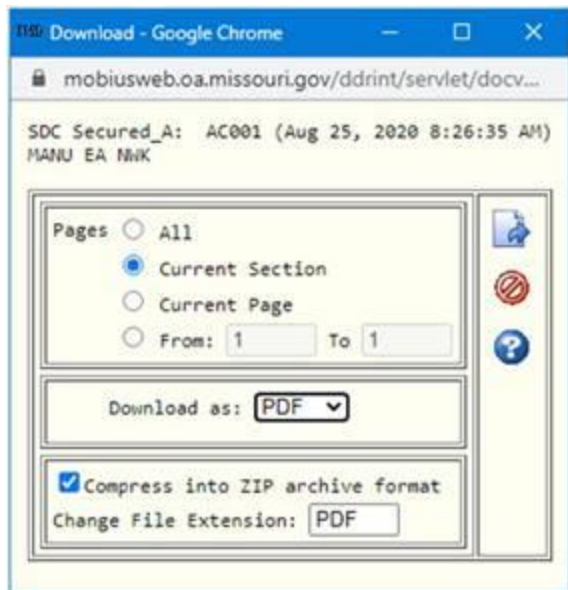 Download - Google Chrome
mobiusweb.oa.missouri.gov/ddrint/servlet/docv...
SDC Secured_A: AC001 (Aug 25, 2020 8:26:35 AM)
MANU EA NWK
Pages All
Current Section
Current Page
From: 1 To 1
Download as: PDF
Compress into ZIP archive format
Change File Extension: PDF